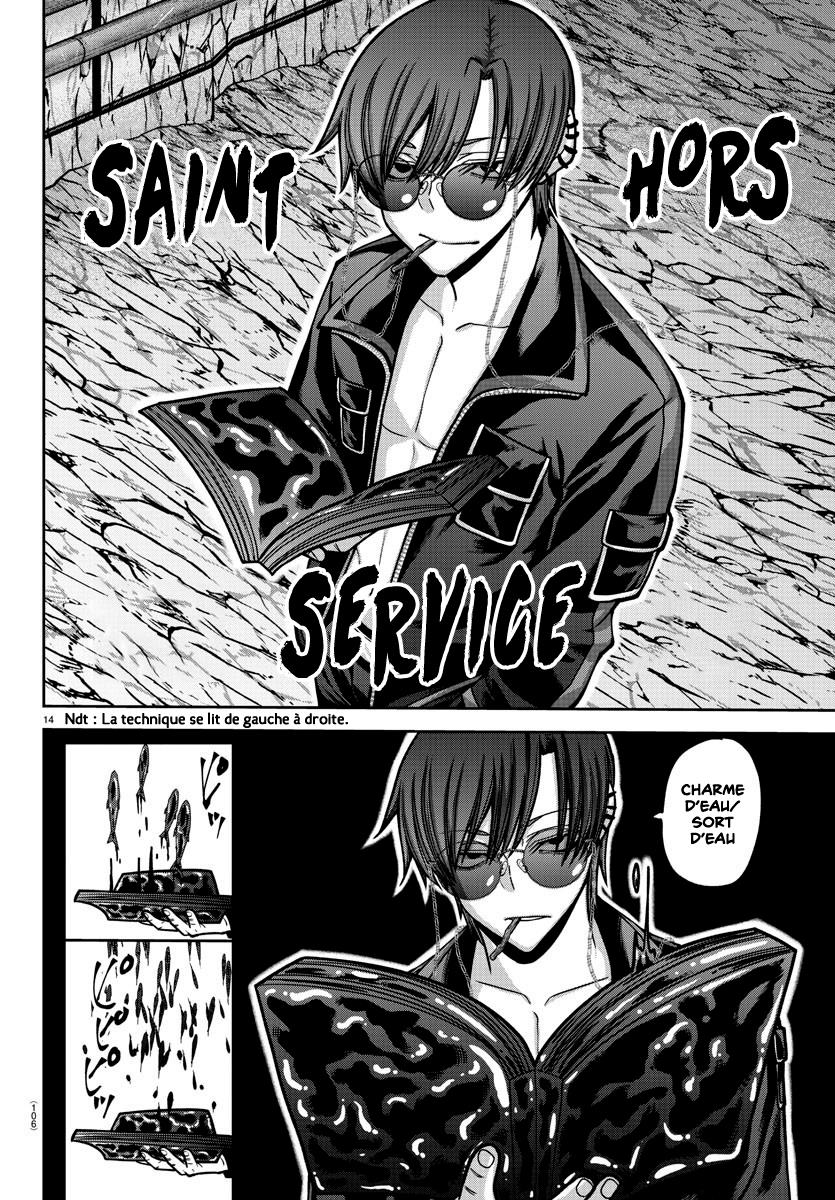 SAINT
HORS
SERVICE
14
Ndt : La technique se lit de gauche à droite.
CHARME
D'EAU/
SORT
D'EAU
(106)